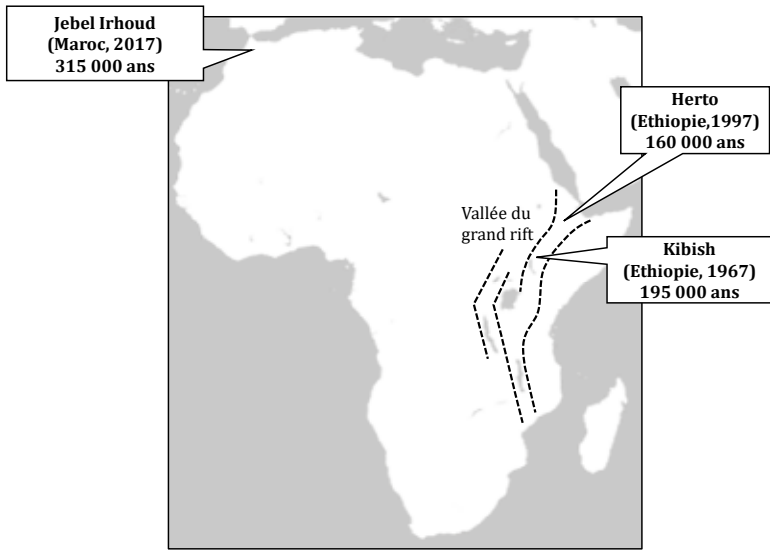 Jebel Irhoud
(Maroc, 2017)
315 000 ans
Herto
(Ethiopie,1997)
160 000 ans
Vallée du
grand rift
Kibish
(Ethiopie, 1967)
195 000 ans